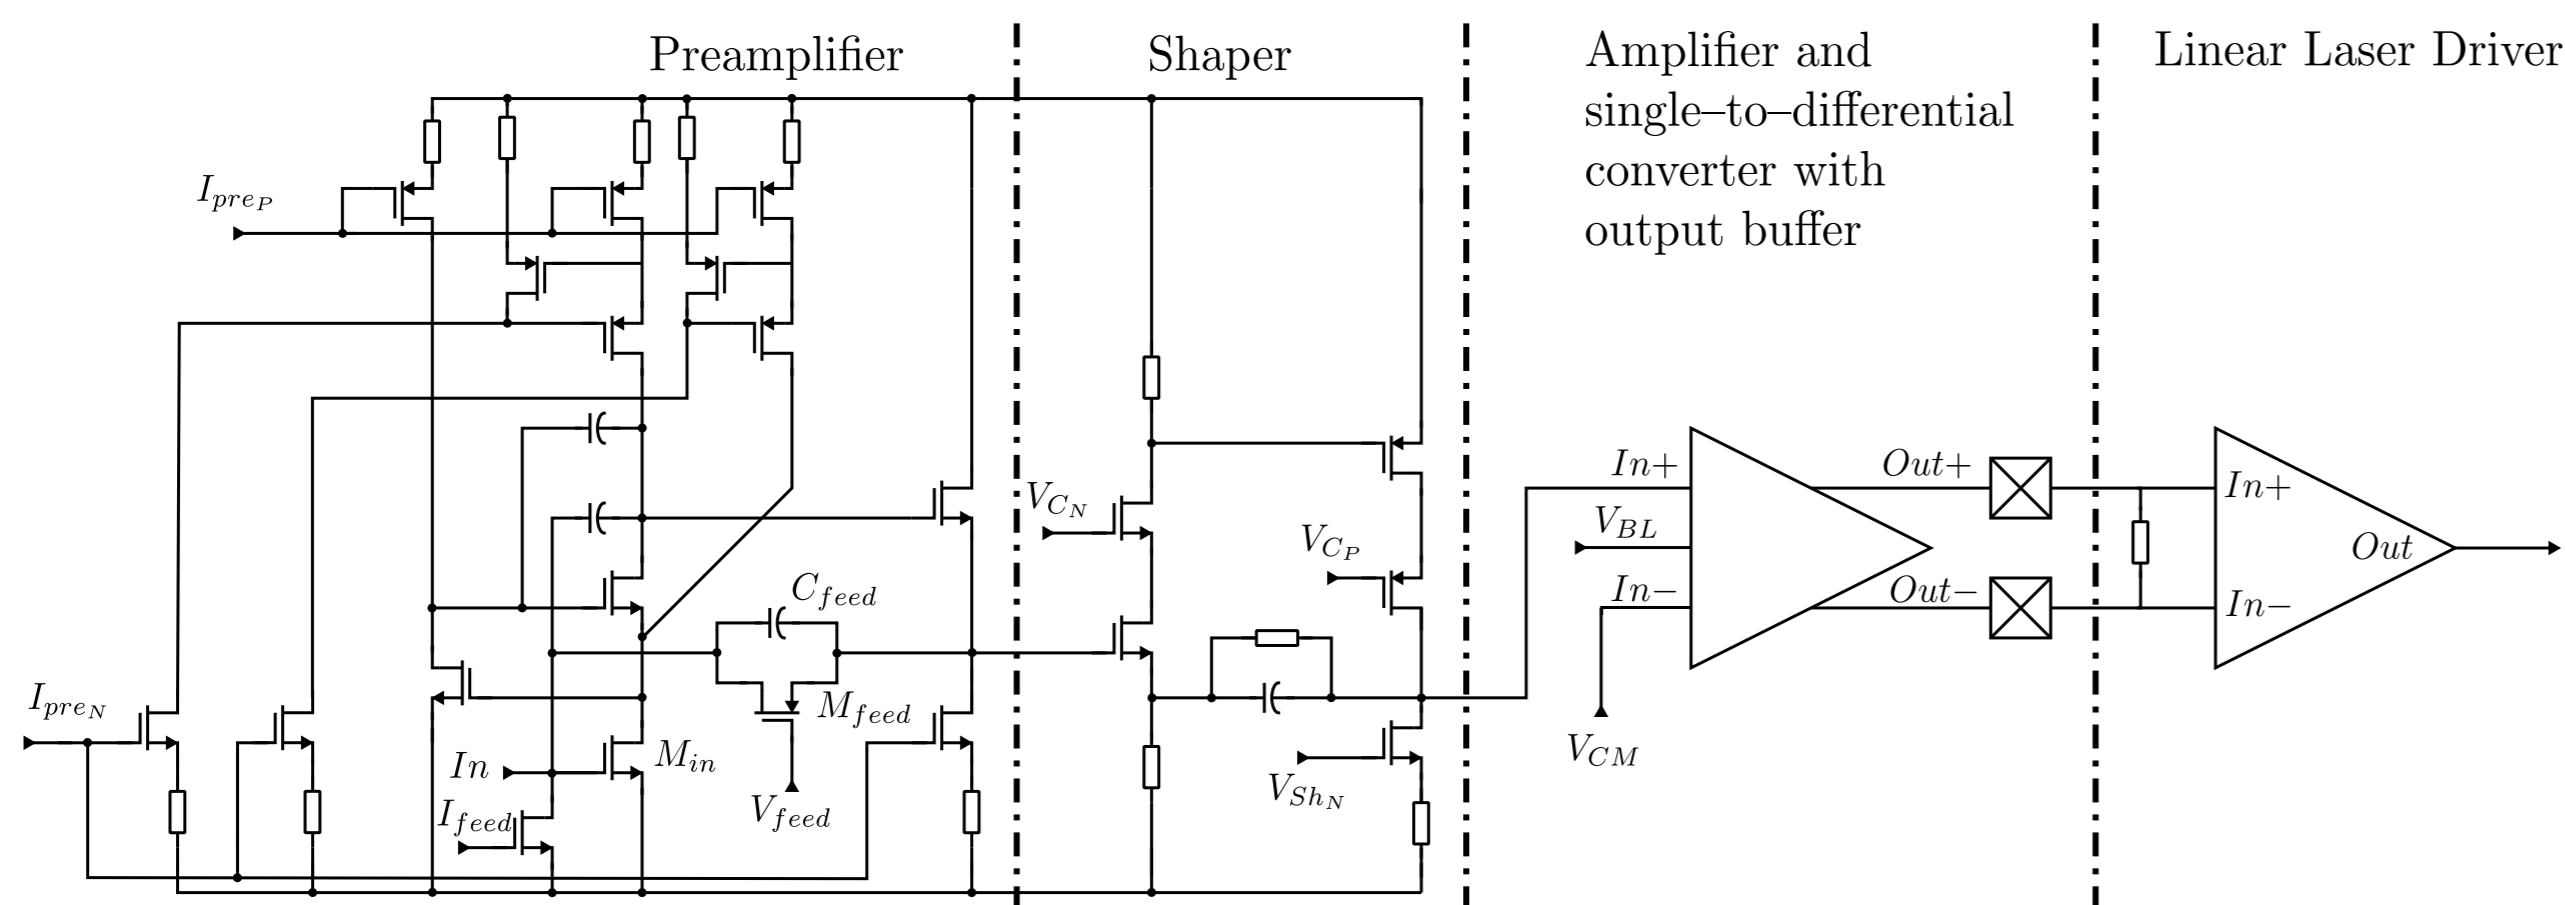 Preamplifier
Shaper
Amplifier and
single–to–differential
converter with
output buffer
Linear Laser Driver
I_{pre_P}
V_{C_N}
V_{C_P}
In+
V_{BL}
In−
Out+
Out−
In+
Out
In−
C_{feed}
M_{feed}
I_{pre_N}
In
M_{in}
V_{feed}
I_{feed}
V_{Sh_N}
V_{CM}